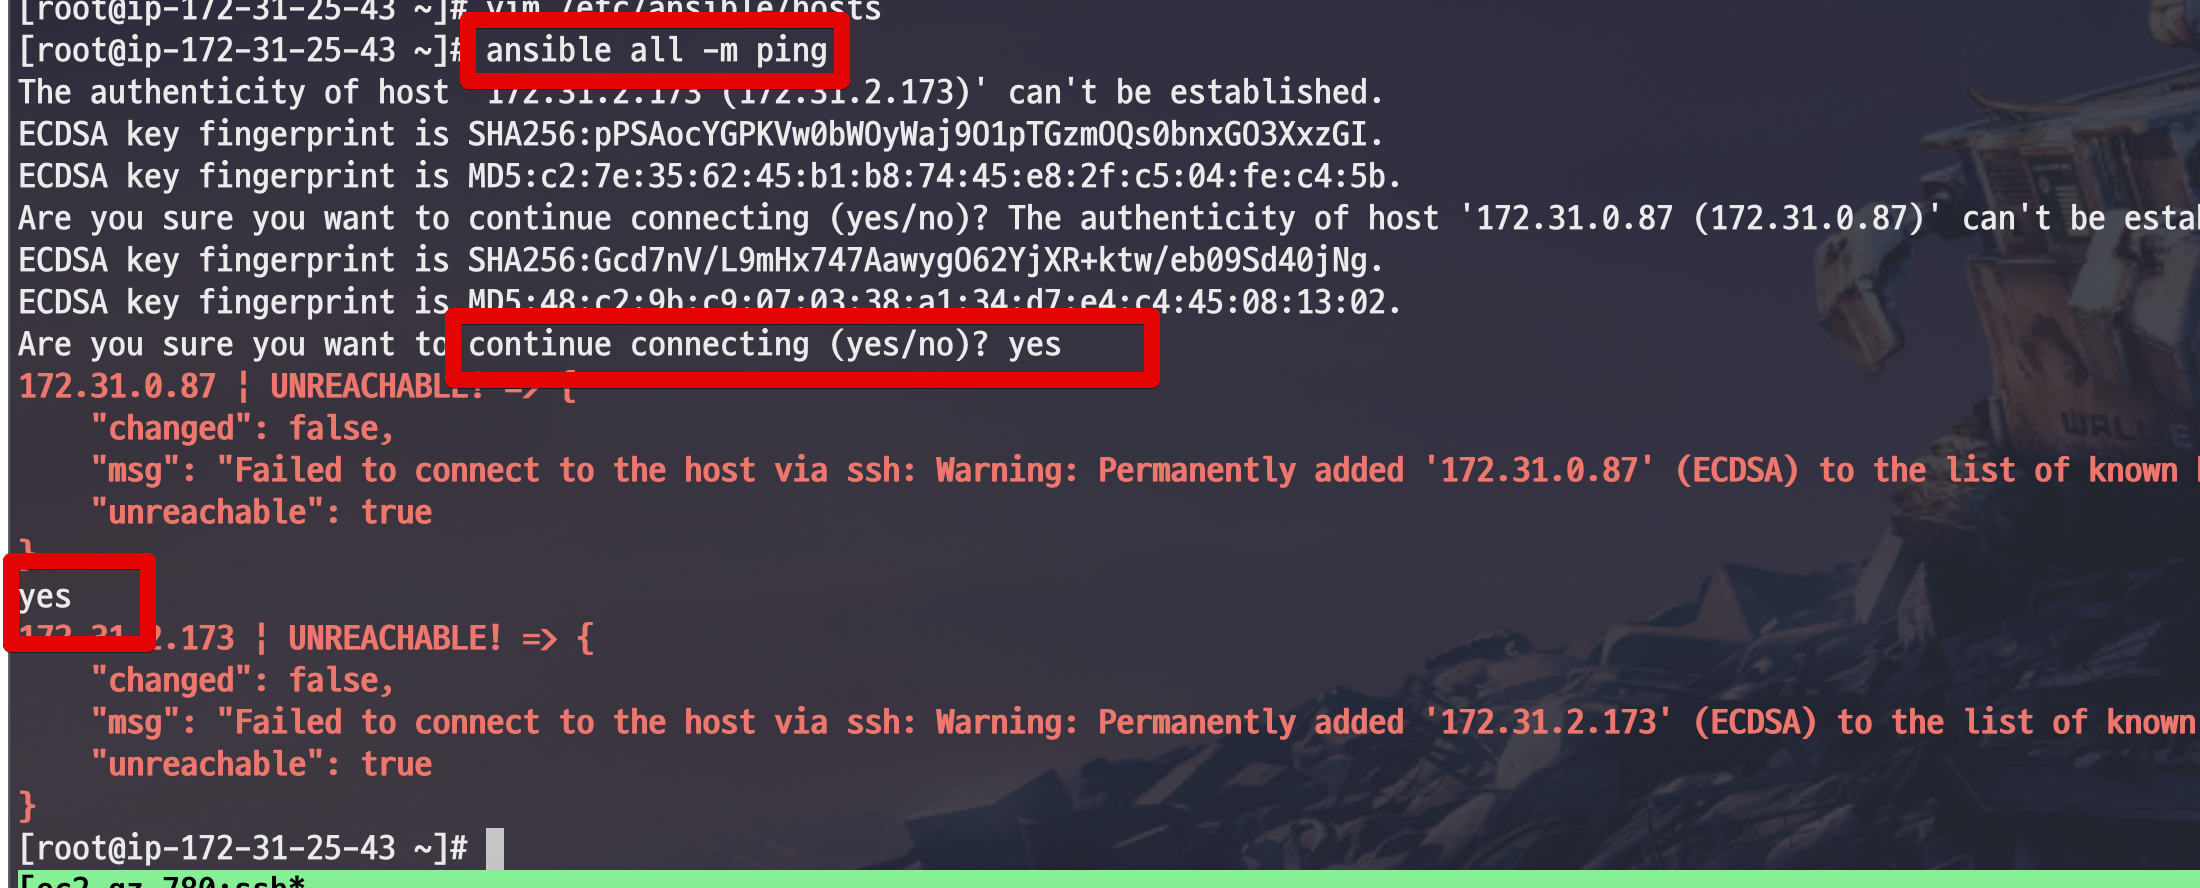 [root@ip-172-31-25-43 ~]# vim /etc/ansible/hosts
[root@ip-172-31-25-43 ~]# ansible all -m ping
The authenticity of host '172.31.2.173 (172.31.2.173)' can't be established.
ECDSA key fingerprint is SHA256:pPSAocYGPKVw0bWOyWaj9O1pTGzmOQs0bnxGO3XxzGI.
ECDSA key fingerprint is MD5:c2:7e:35:62:45:b1:b8:74:45:e8:2f:c5:04:fe:c4:5b.
Are you sure you want to continue connecting (yes/no)? The authenticity of host '172.31.0.87 (172.31.0.87)' can't be estab
ECDSA key fingerprint is SHA256:Gcd7nV/L9mHx747AawygO62YjXR+ktw/eb09Sd40jNg.
ECDSA key fingerprint is MD5:48:c2:9b:c9:07:03:38:a1:34:d7:e4:c4:45:08:13:02.
Are you sure you want to continue connecting (yes/no)? yes
172.31.0.87 | UNREACHABLE! => {
    "changed": false,
    "msg": "Failed to connect to the host via ssh: Warning: Permanently added '172.31.0.87' (ECDSA) to the list of known
    "unreachable": true
}
yes
172.31.2.173 | UNREACHABLE! => {
    "changed": false,
    "msg": "Failed to connect to the host via ssh: Warning: Permanently added '172.31.2.173' (ECDSA) to the list of known
    "unreachable": true
}
[root@ip-172-31-25-43 ~]#
WALL·E